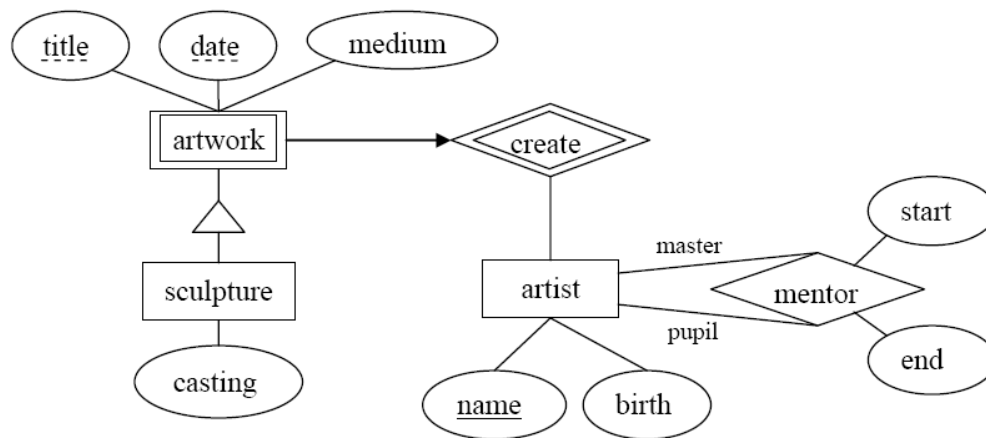 title
date
medium
artwork
create
start
master
sculpture
artist
mentor
pupil
end
casting
name
birth